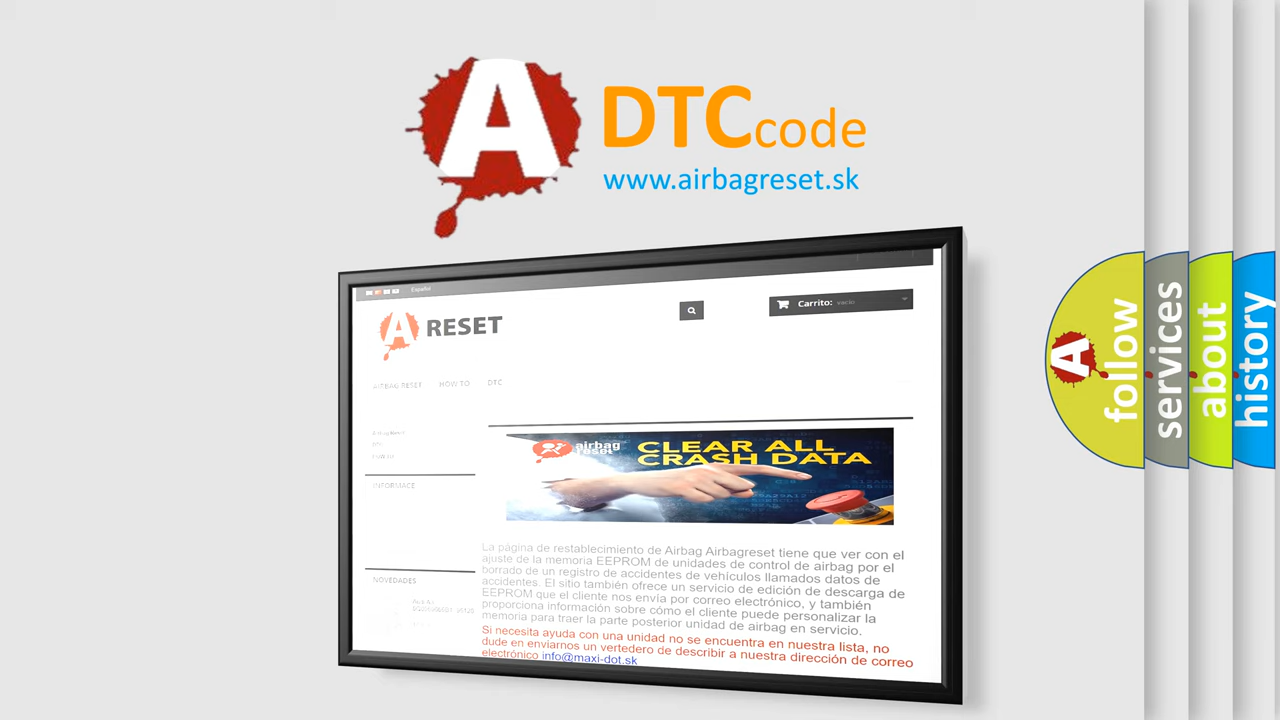 A DTCcode
www.airbagreset.sk
Español
A RESET
Carrito: vacío
AIRBAG RESET HOW TO DTC
INFORMACE
NOVEDADES
airbag
reset
CLEAR ALL
CRASH DATA
La página de restablecimiento de Airbag Airbagreset tiene que ver con el
ajuste de la memoria EEPROM de unidades de control de airbag por el
borrado de un registro de accidentes de vehículos llamados datos de
accidentes. El sitio también ofrece un servicio de edición de descarga de
EEPROM que el cliente nos envía por correo electrónico, y también
proporciona información sobre cómo el cliente puede personalizar la
memoria para traer la parte posterior unidad de airbag en servicio.
Si necesita ayuda con una unidad no se encuentra en nuestra lista, no
dude en enviarnos un vertedero de describir a nuestra dirección de correo
electrónico info@maxi-dot.sk
A follow
services
about
history